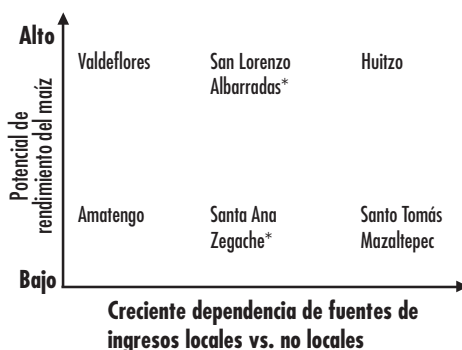 Alto
Potencial de
rendimiento del maíz
Valdeflores
San Lorenzo
Albarradas*
Huitzo
Amatengo
Santa Ana
Zegache*
Santo Tomás
Mazaltepec
Bajo
Creciente dependencia de fuentes de
ingresos locales vs. no locales